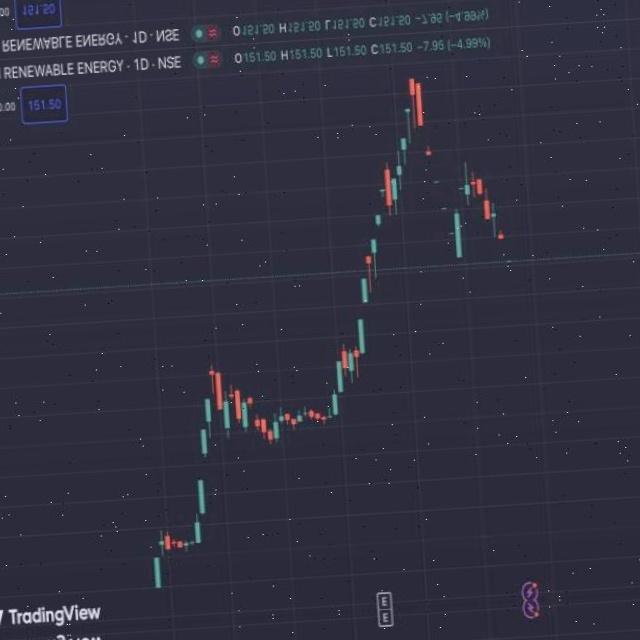 151.50
RENEWABLE ENERGY · 1D · NSE O151.50 H151.50 L151.50 C151.50 -7.95 (-4.99%)
RENEWABLE ENERGY · 1D · NSE O151.50 H151.50 L151.50 C151.50 -7.95 (-4.99%)
0.00 151.50
E
E
TradingView